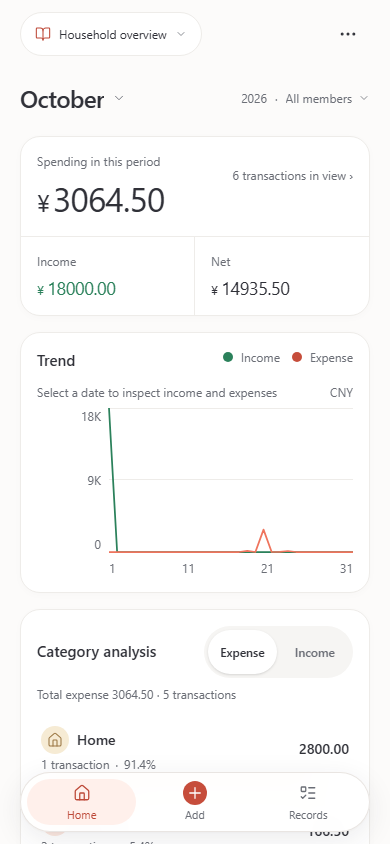 Household overview
October
2026 · All members
Spending in this period
6 transactions in view ›
¥ 3064.50
Income
Net
¥ 18000.00
¥ 14935.50
Trend
Income
Expense
Select a date to inspect income and expenses
CNY
18K
9K
0
1
11
21
31
Category analysis
Expense
Income
Total expense 3064.50 · 5 transactions
Home
2800.00
1 transaction · 91.4%
Home
Add
Records